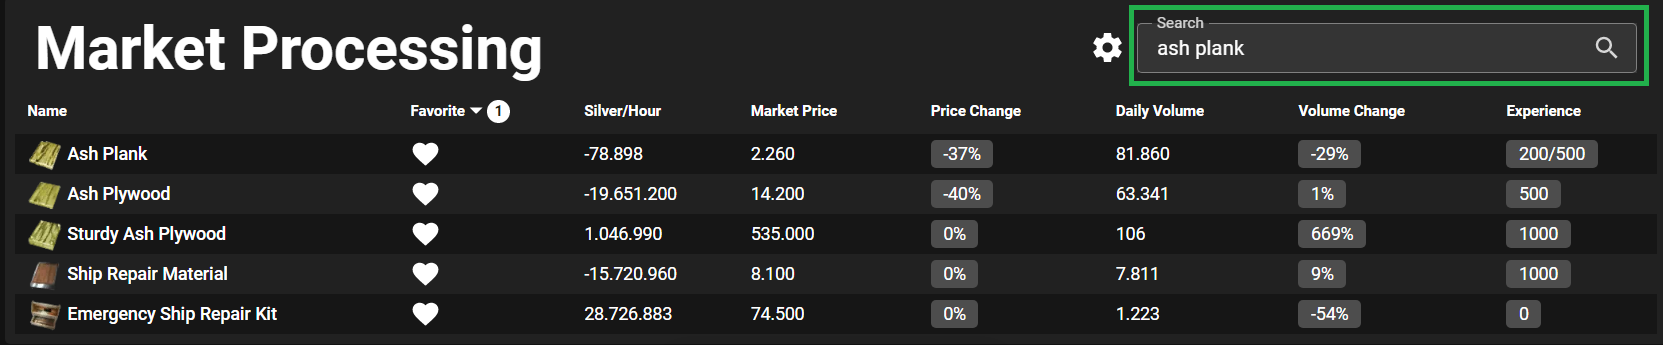 Market Processing
Search
ash plank
Name Favorite 1 Silver/Hour Market Price Price Change Daily Volume Volume Change Experience
Ash Plank -78.898 2.260 -37% 81.860 -29% 200/500
Ash Plywood -19.651.200 14.200 -40% 63.341 1% 500
Sturdy Ash Plywood 1.046.990 535.000 0% 106 669% 1000
Ship Repair Material -15.720.960 8.100 0% 7.811 9% 1000
Emergency Ship Repair Kit 28.726.883 74.500 0% 1.223 -54% 0